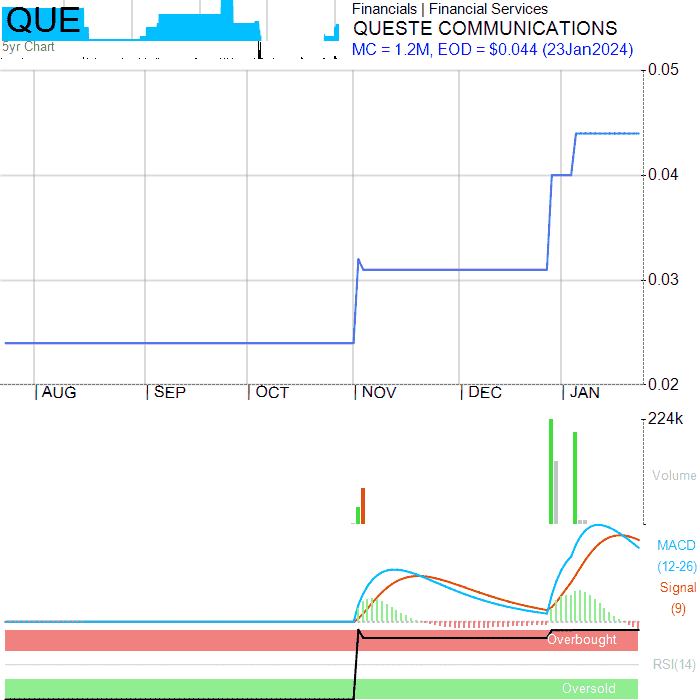 QUE
5yr Chart
Financials | Financial Services
QUESTE COMMUNICATIONS
MC = 1.2M, EOD = $0.044 (23Jan2024)
0.05
0.04
0.03
0.02
AUG SEP OCT NOV DEC JAN
224k
Volume
MACD
(12-26)
Signal
(9)
Overbought
RSI(14)
Oversold